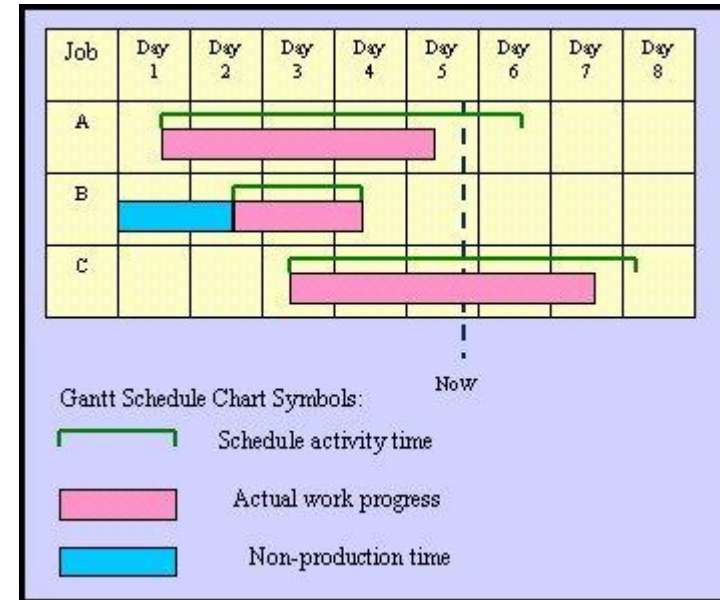 Job Day 1 Day 2 Day 3 Day 4 Day 5 Day 6 Day 7 Day 8
A
B
C
Now
Gantt Schedule Chart Symbols:
Schedule activity time
Actual work progress
Non-production time